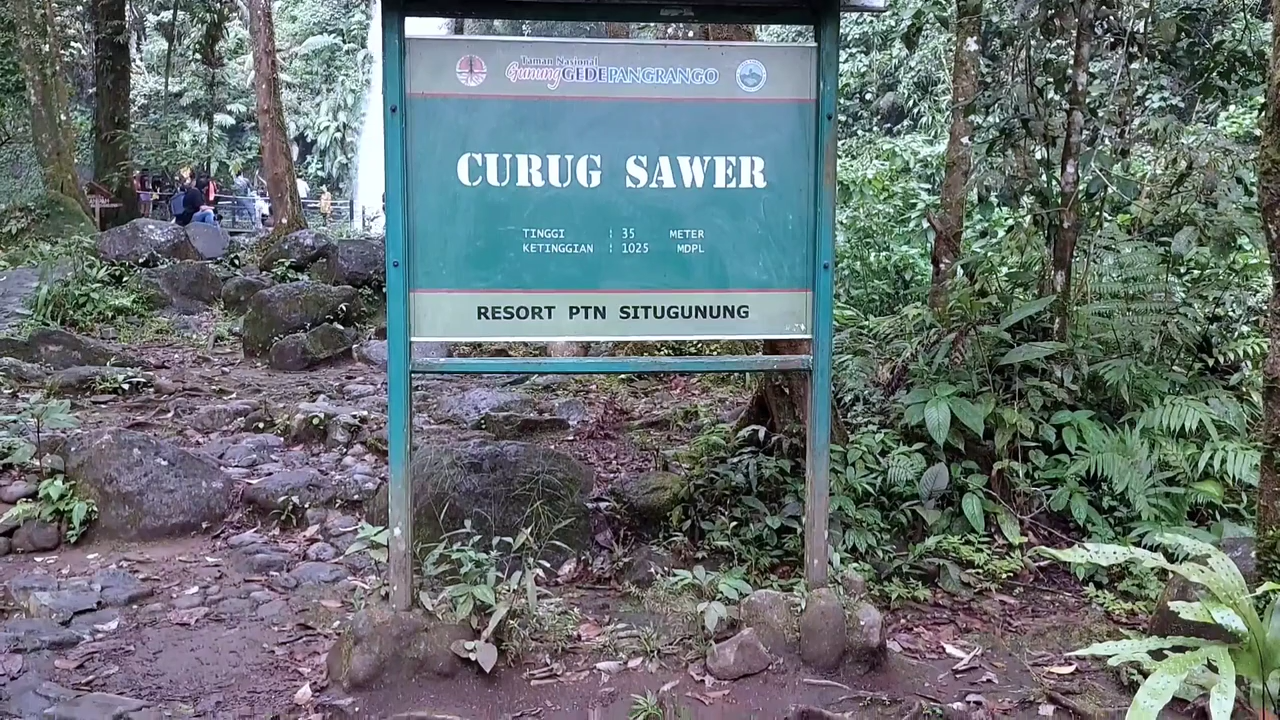 Taman Nasional
Gunung GEDEPANGRANGO
CURUG SAWER
TINGGI : 35 METER
KETINGGIAN : 1025 MDPL
RESORT PTN SITUGUNUNG